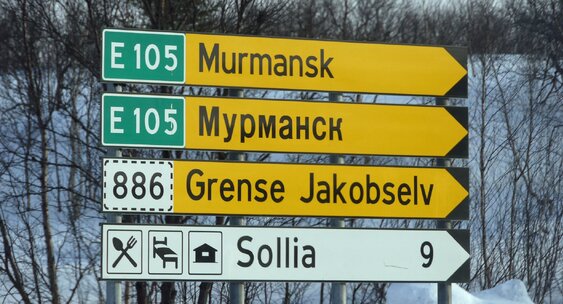 E 105 Murmansk
E 105 Мурманск
886 Grense Jakobselv
Sollia 9